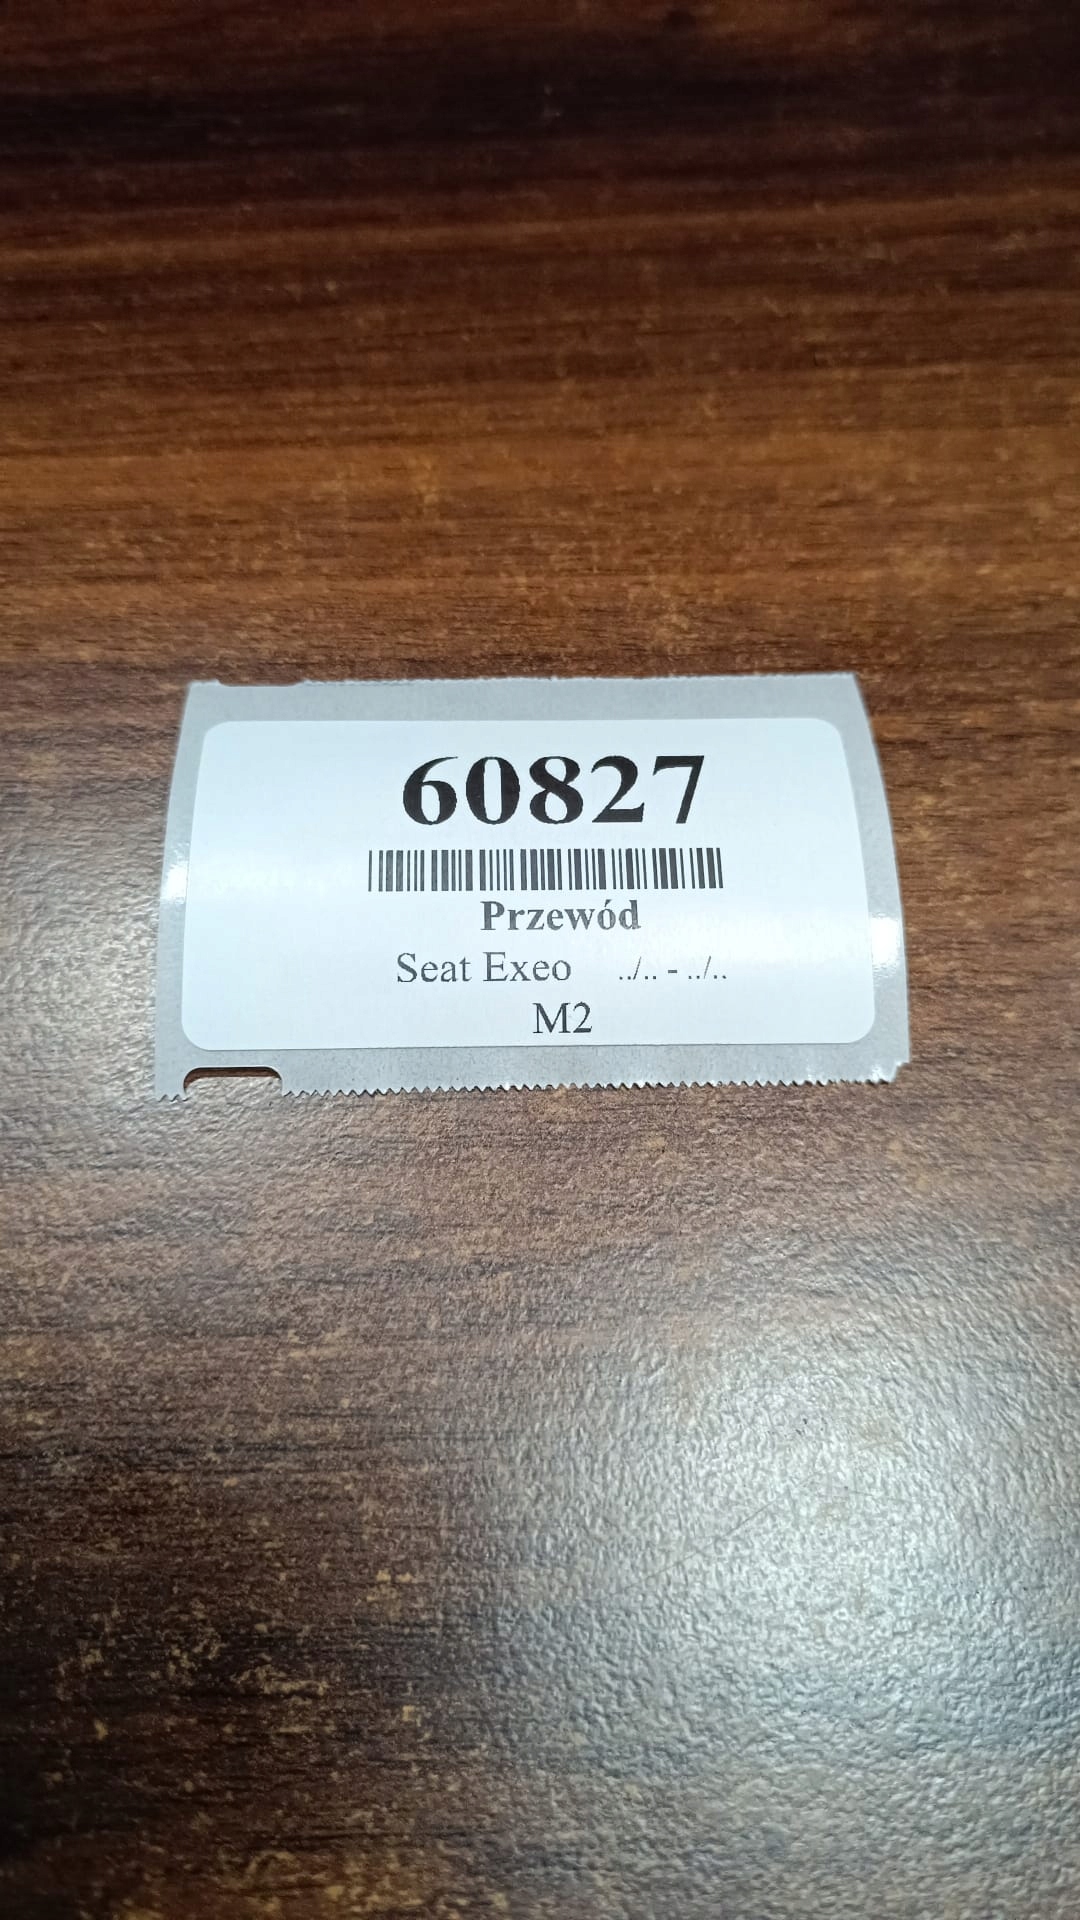 60827
Przewód
Seat Exeo ../.. - ../..
M2